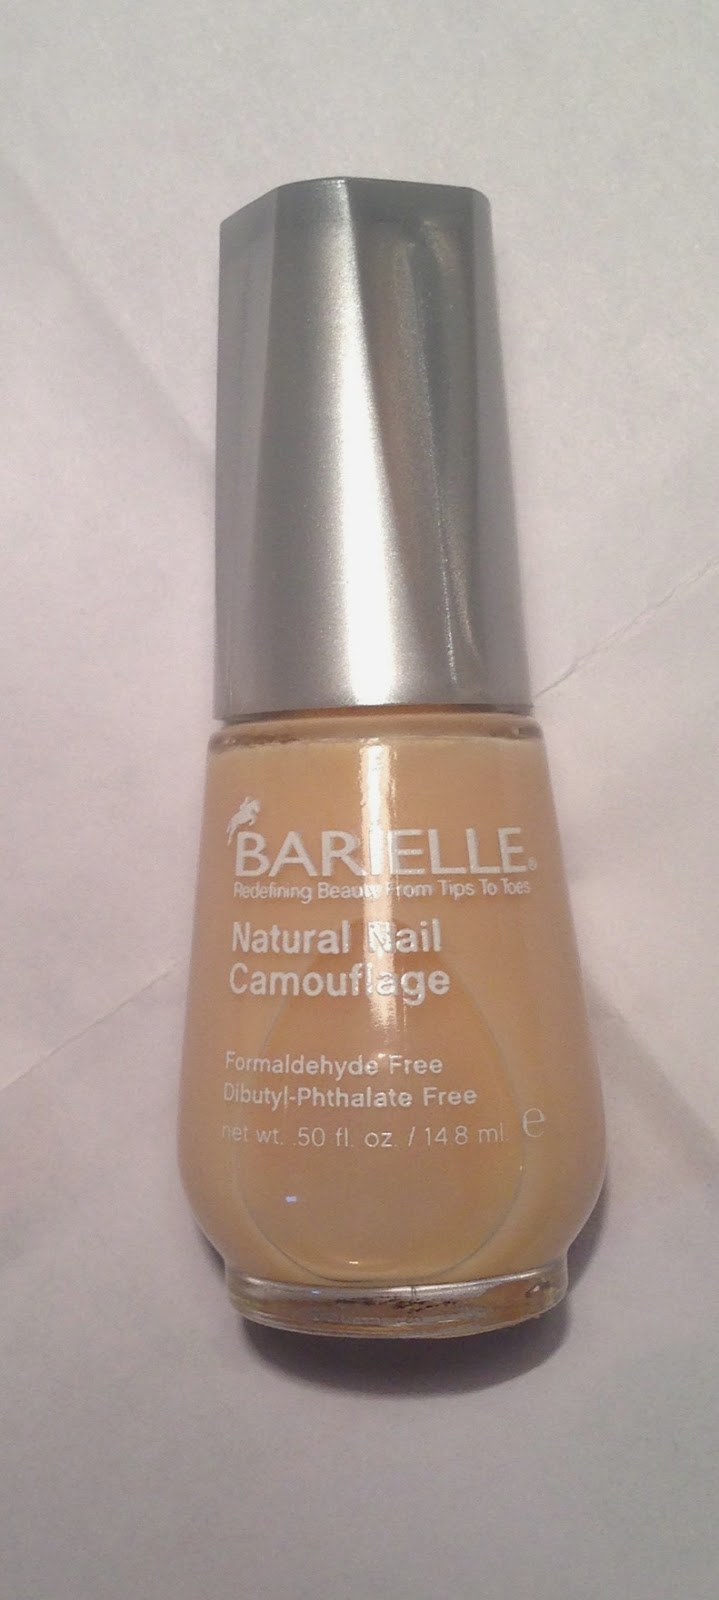 BARIELLE®
Redefining Beauty From Tips To Toes
Natural Nail
Camouflage
Formaldehyde Free
Dibutyl-Phthalate Free
net wt. .50 fl. oz. / 14 8 ml. e